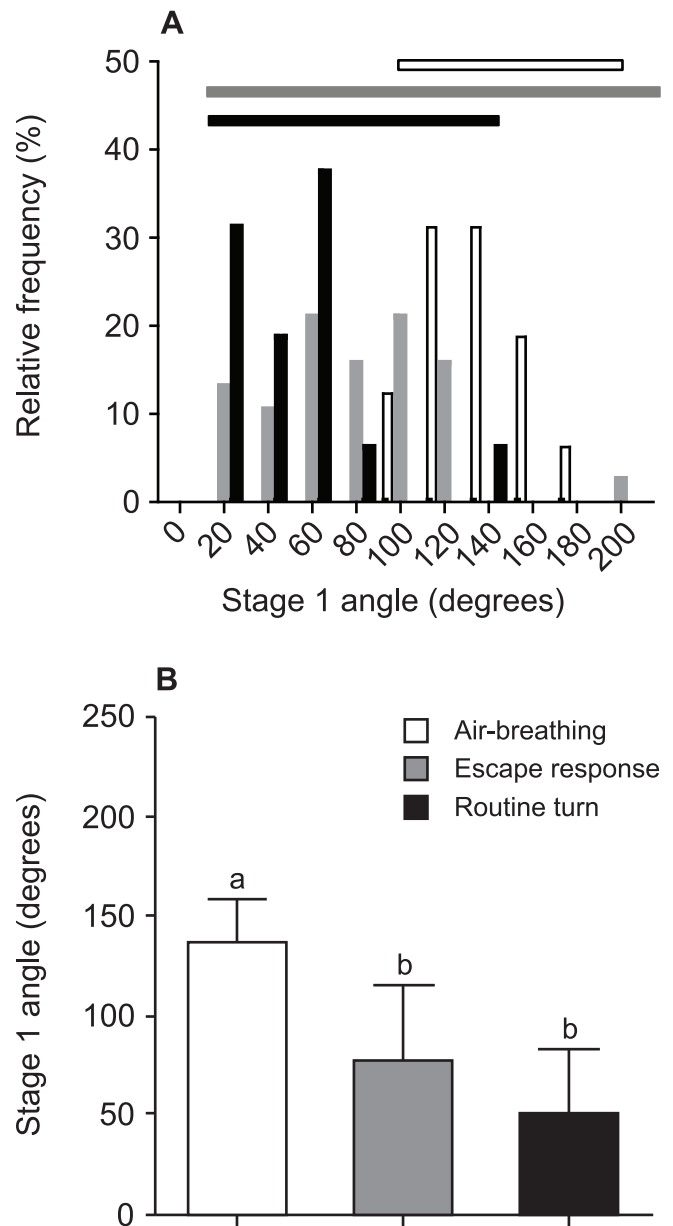 A
50
40
30
20
10
0
Relative frequency (%)
0 20 40 60 80 100 120 140 160 180 200
Stage 1 angle (degrees)
B
250
200
150
100
50
0
Stage 1 angle (degrees)
Air-breathing
Escape response
Routine turn
a
b
b